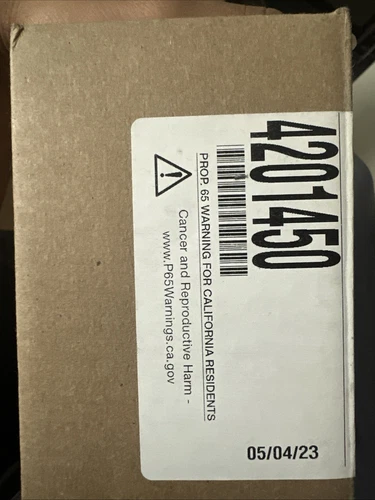 4201450
PROP. 65 WARNING FOR CALIFORNIA RESIDENTS
Cancer and Reproductive Harm -
www.P65Warnings.ca.gov
05/04/23